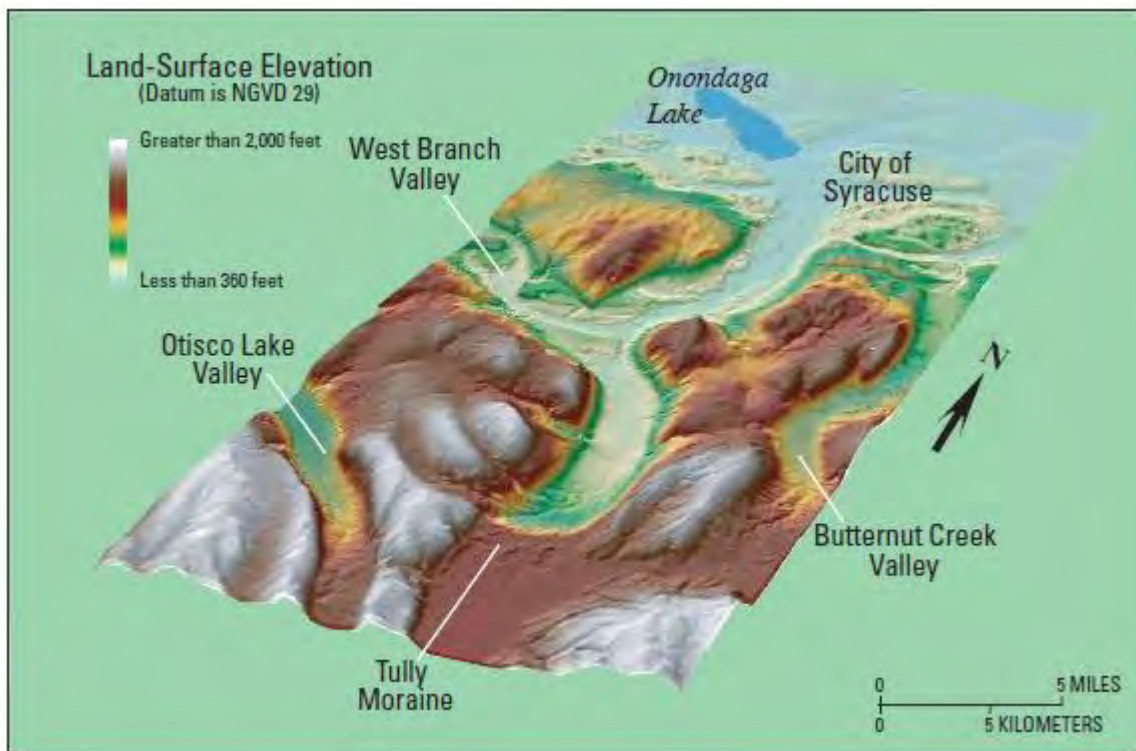 Land-Surface Elevation
(Datum is NGVD 29)
Greater than 2,000 feet
Less than 360 feet
Onondaga
Lake
West Branch
Valley
City of
Syracuse
Otisco Lake
Valley
N
Butternut Creek
Valley
Tully
Moraine
0 5 MILES
0 5 KILOMETERS